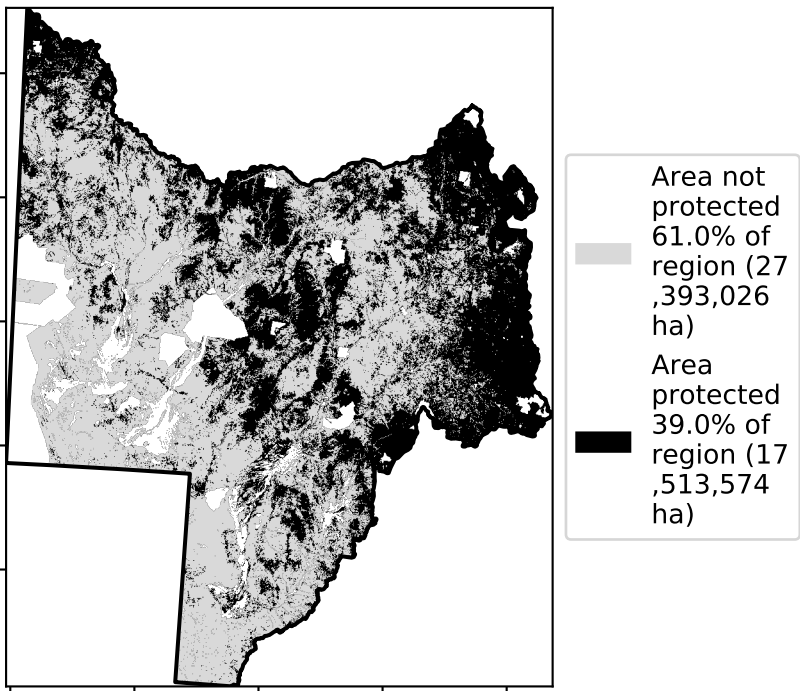 Area not
protected
61.0% of
region (27
,393,026
ha)
Area
protected
39.0% of
region (17
,513,574
ha)